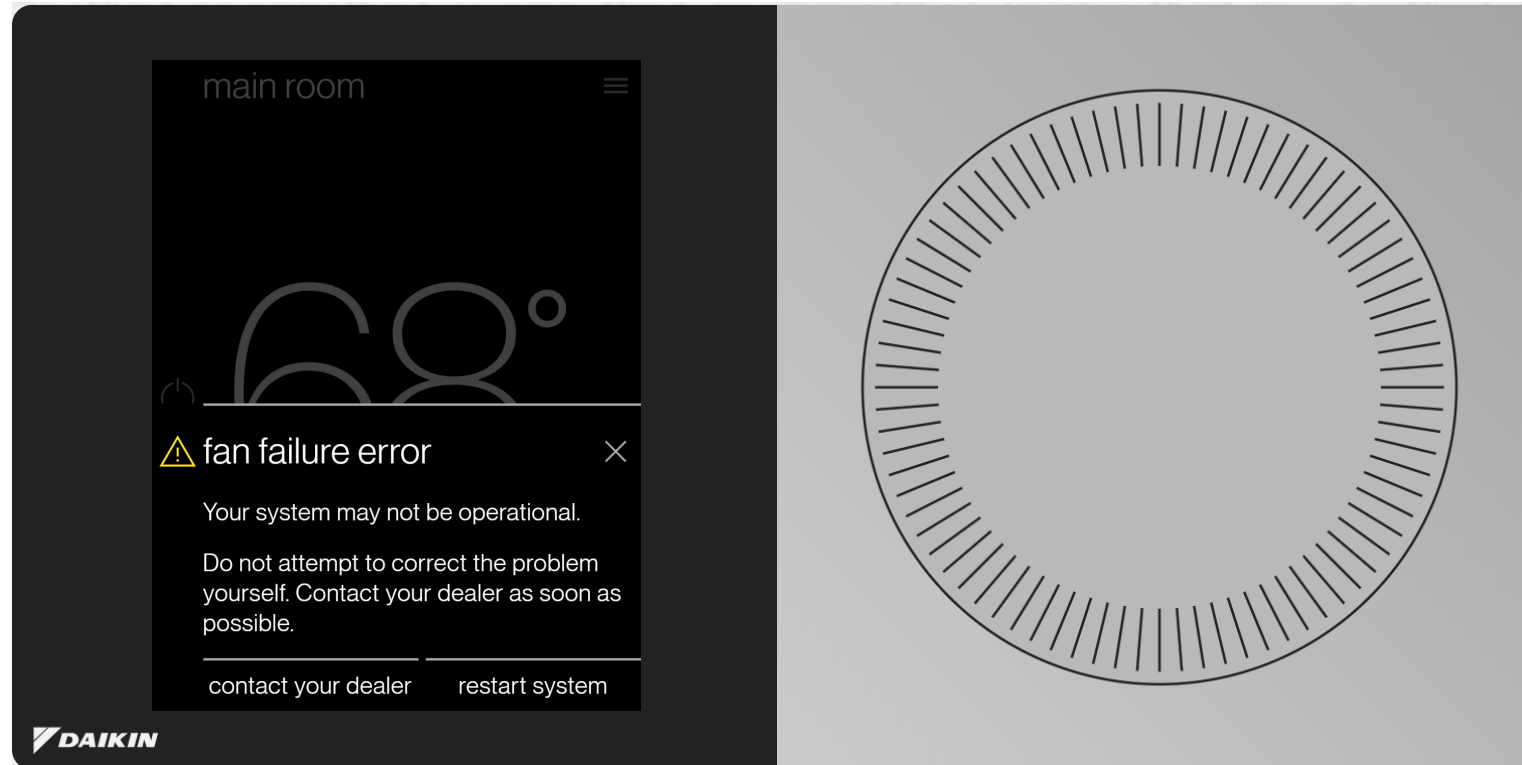 main room
68°
fan failure error
Your system may not be operational.
Do not attempt to correct the problem
yourself. Contact your dealer as soon as
possible.
contact your dealer restart system
DAIKIN